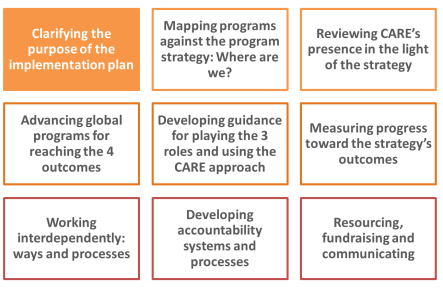 Clarifying the
purpose of the
implementation plan
Mapping programs
against the program
strategy: Where are
we?
Reviewing CARE's
presence in the light
of the strategy
Advancing global
programs for
reaching the 4
outcomes
Developing guidance
for playing the 3
roles and using the
CARE approach
Measuring progress
toward the strategy's
outcomes
Working
interdependently:
ways and processes
Developing
accountability
systems and
processes
Resourcing,
fundraising and
communicating